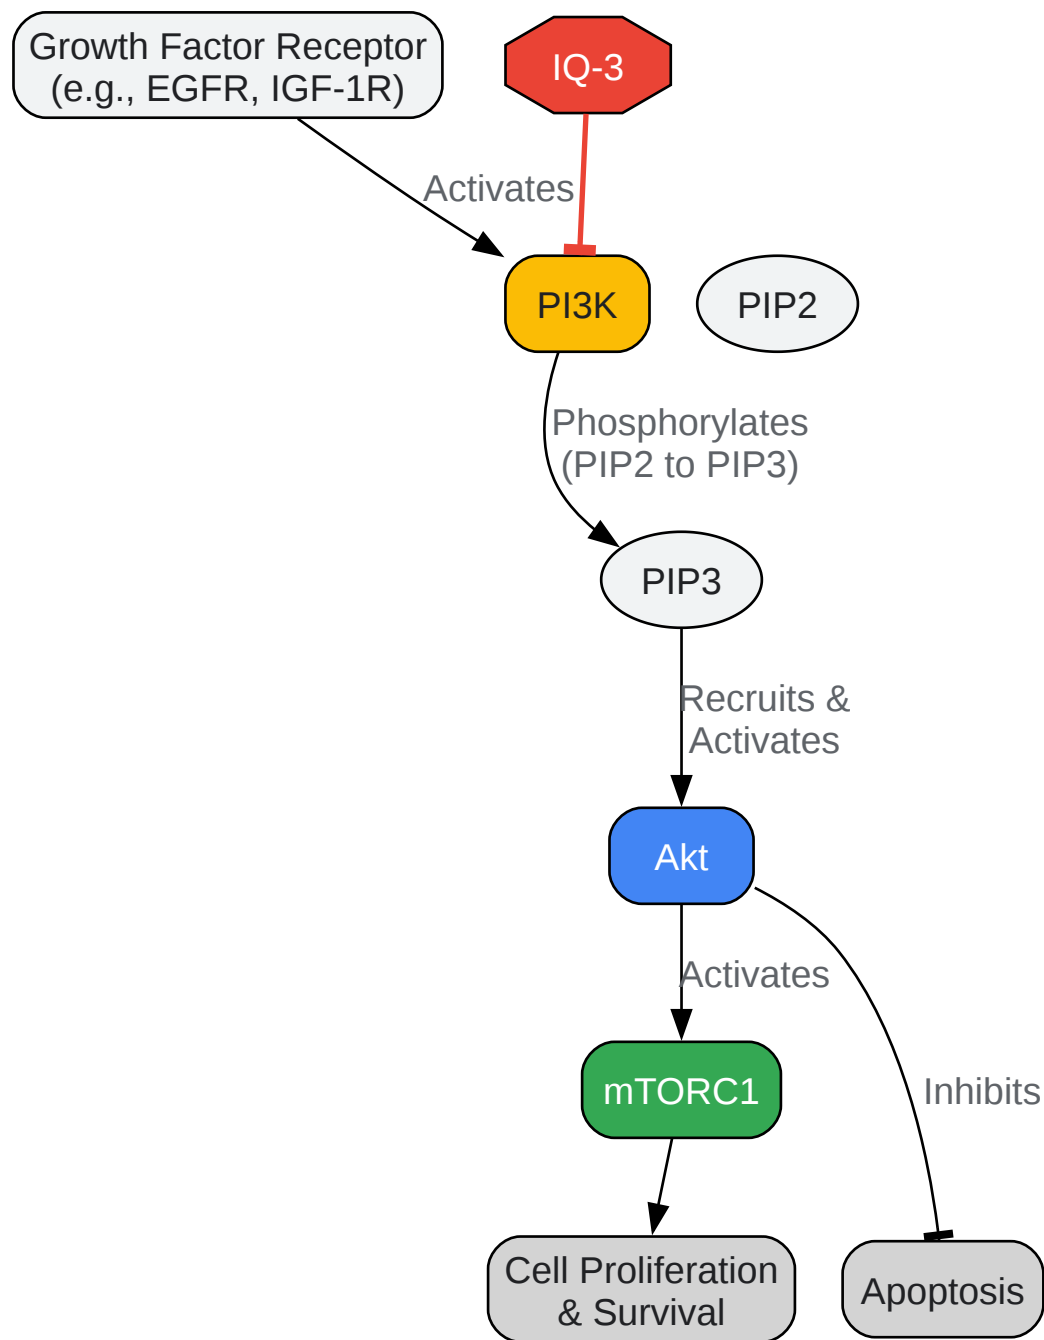 Growth Factor Receptor
(e.g., EGFR, IGF-1R)
IQ-3
Activates
PI3K
PIP2
Phosphorylates
(PIP2 to PIP3)
PIP3
Recruits &
Activates
Akt
Activates
mTORC1
Inhibits
Cell Proliferation
& Survival
Apoptosis